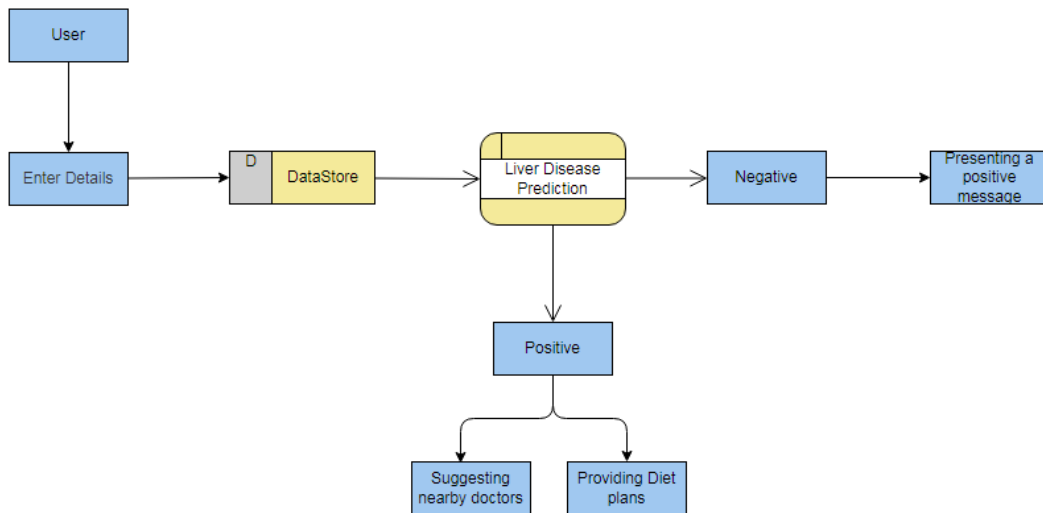 User
Enter Details
D
DataStore
Liver Disease
Prediction
Negative
Presenting a
positive
message
Positive
Suggesting
nearby doctors
Providing Diet
plans